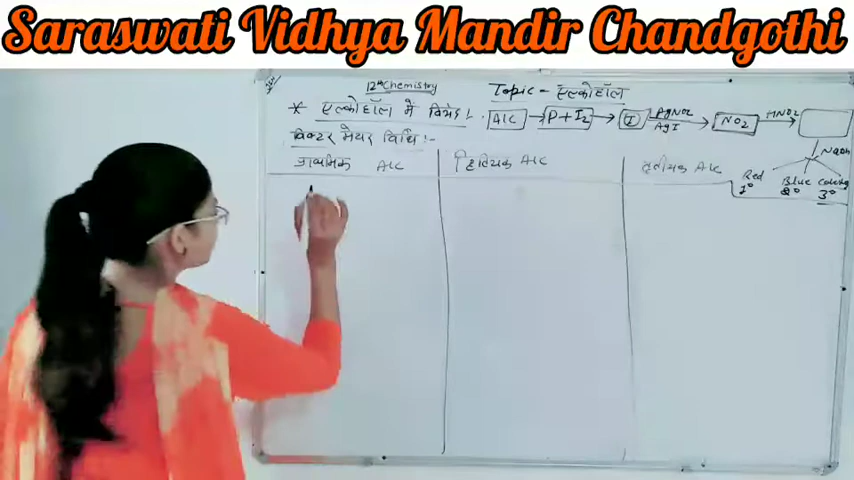 Saraswati Vidhya Mandir Chandgothi
12th Chemistry
Topic - एल्कोहॉल
* एल्कोहॉल में विभेद :-
Alc → P + I2 → I AgNO2 AgI → NO2 HNO2 →
विक्टर मेयर विधि :-
NaOH
प्राथमिक Alc
द्वितियक Alc
तृतीयक Alc
Red Blue
1° 2° 3°